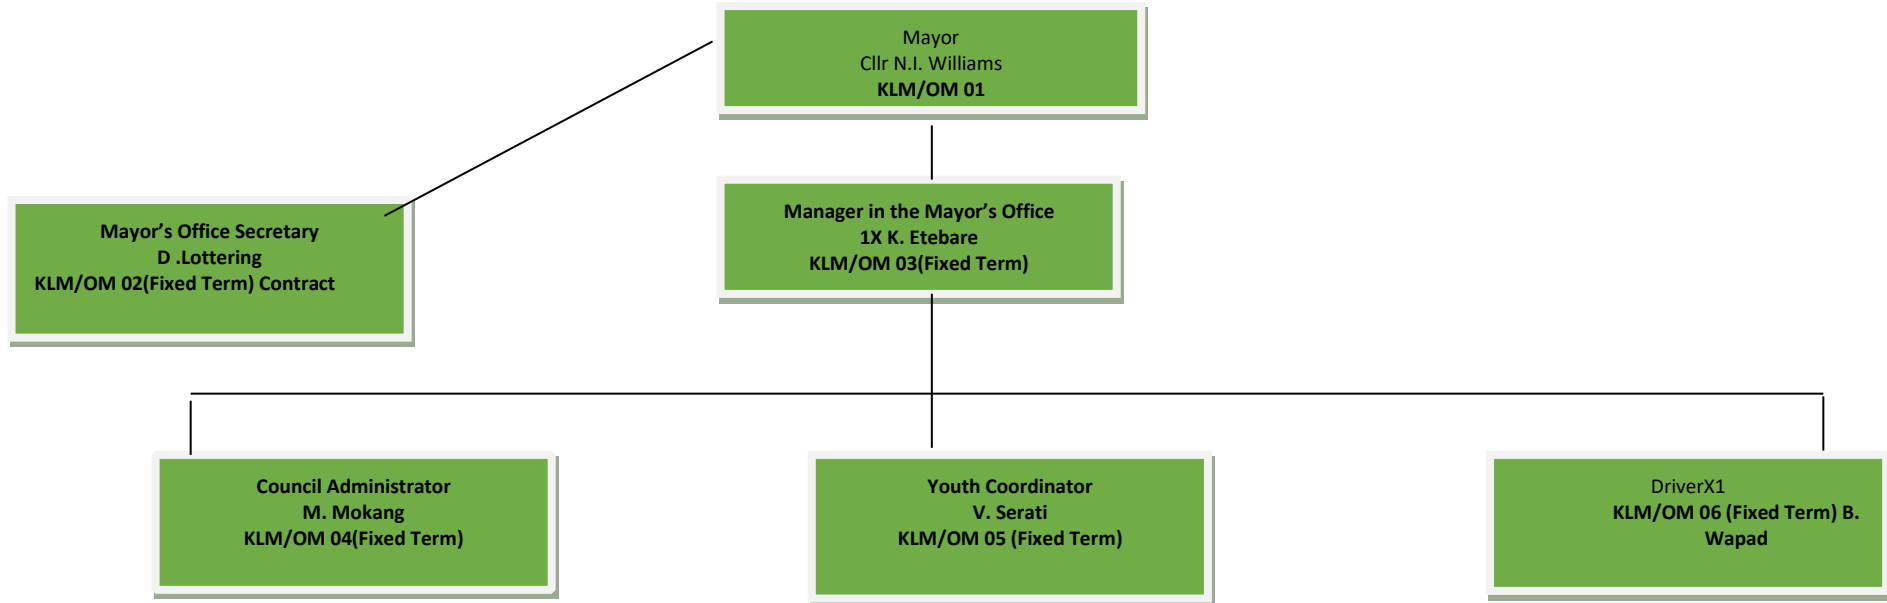 Mayor
Cllr N.I. Williams
KLM/OM 01
Mayor’s Office Secretary
D .Lottering
KLM/OM 02(Fixed Term) Contract
Manager in the Mayor’s Office
1X K. Etebare
KLM/OM 03(Fixed Term)
Council Administrator
M. Mokang
KLM/OM 04(Fixed Term)
Youth Coordinator
V. Serati
KLM/OM 05 (Fixed Term)
DriverX1
KLM/OM 06 (Fixed Term) B.
Wapad